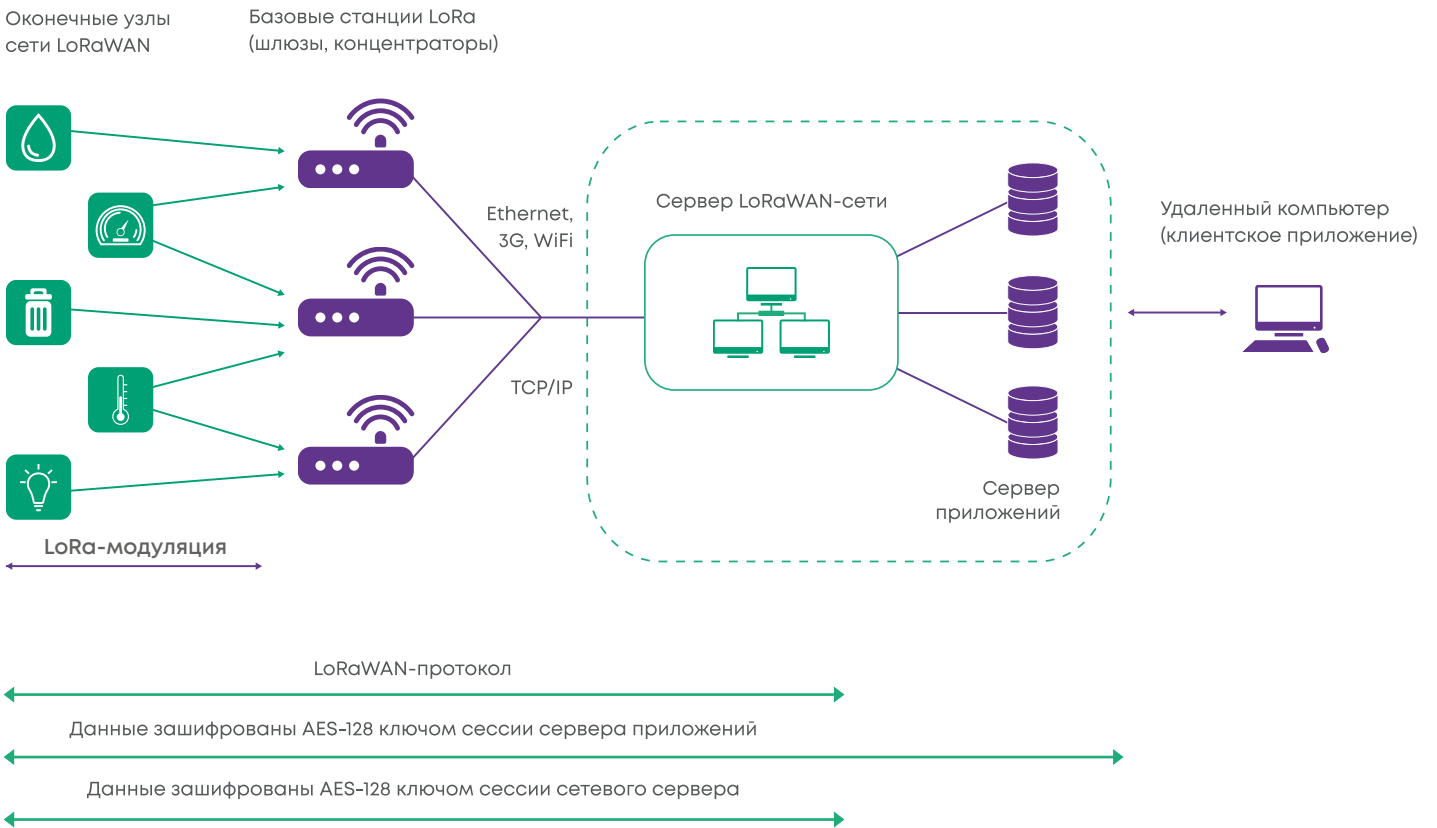 Оконечные узлы
сети LoRaWAN
Базовые станции LoRa
(шлюзы, концентраторы)
Ethernet,
3G, WiFi
TCP/IP
Сервер LoRaWAN-сети
Сервер
приложений
Удаленный компьютер
(клиентское приложение)
LoRa-модуляция
LoRaWAN-протокол
Данные зашифрованы AES-128 ключом сессии сервера приложений
Данные зашифрованы AES-128 ключом сессии сетевого сервера